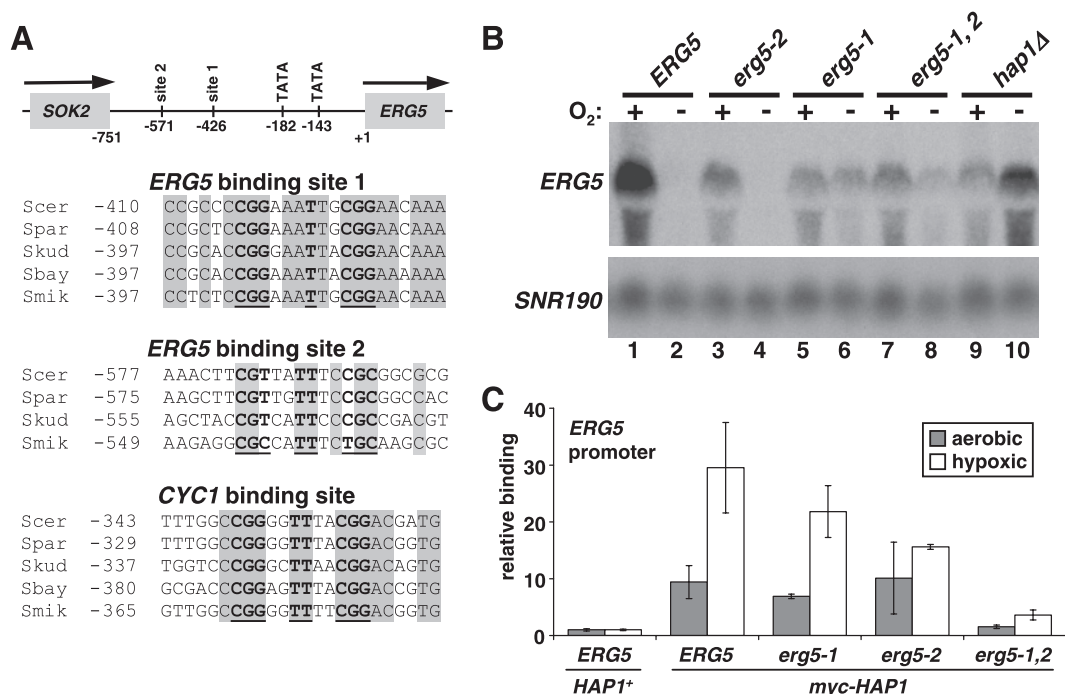 A
site 2
site 1
TATA
TATA
SOK2
ERG5
-751
-571
-426
-182
-143
+1
ERG5 binding site 1
Scer -410 CCGCCCCGGAAATTGCGGAACAAA
Spar -408 CCGCTCCGGAAATTGCGGAACAAA
Skud -397 CCGCACCGGGAATTACGGAACAAA
Sbay -397 CCGCACCGGAAATTACGGAAAAAA
Smik -397 CCTCTCCGGAAATTGCGGAACAAA
ERG5 binding site 2
Scer -577 AAACTTCGTTATTTCCGCGGCGCG
Spar -575 AAGCTTCGTTGTTTCCGCGGCCAC
Skud -555 AGCTACCGTCATTCCCGCCGACGT
Smik -549 AAGAGGCGCCATTTCTGCAAGCGC
CYC1 binding site
Scer -343 TTTGGCCGGGGTTTACGGACGATG
Spar -329 TTTGGCCGGGGTTTACGGACGGTG
Skud -337 TGGTCCCGGGCTTAACGGACAGTG
Sbay -380 GCGACCCGGAGTTTACGGACCGTG
Smik -365 GTTGGCCGGGGTTTTCGGACGGTG
B
ERG5 erg5-2 erg5-1 erg5-1, 2 hap1Δ
O2: + - + - + - + - + -
ERG5
SNR190
1 2 3 4 5 6 7 8 9 10
C
ERG5
promoter
aerobic
hypoxic
relative binding
40
30
20
10
0
ERG5 ERG5 erg5-1 erg5-2 erg5-1,2
HAP1+ myc-HAP1